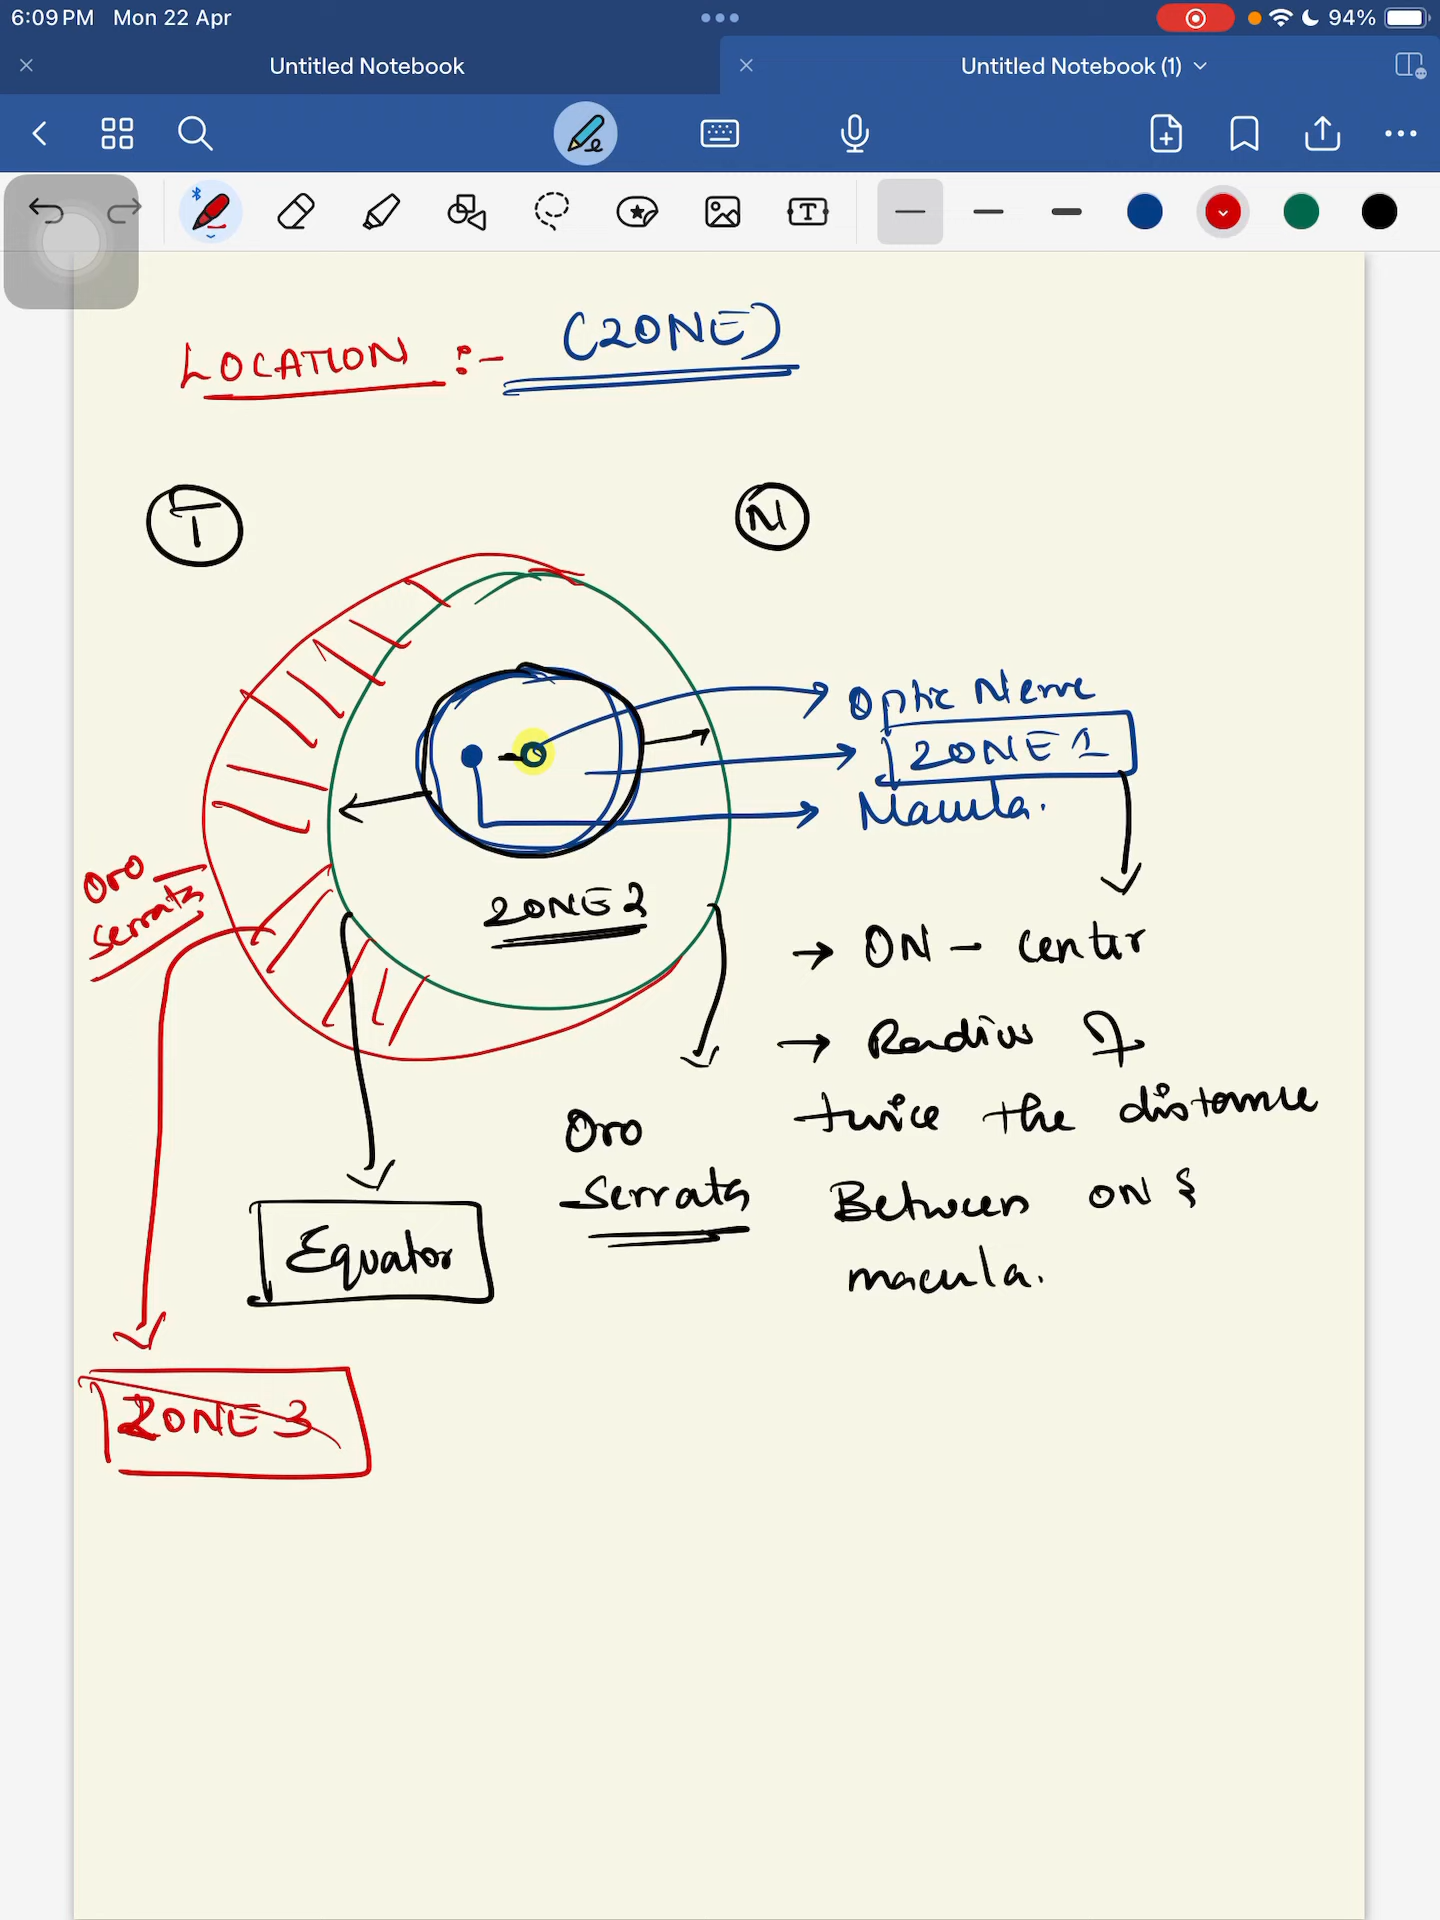 6:09 PM Mon 22 Apr
94%
Untitled Notebook
Untitled Notebook (1)
LOCATION :- (ZONE)
T
N
Optic Nerve
ZONE 1
Macula.
Oro
Serrata
ZONE 2
→ ON - center
→ Radius of
twice the distance
Between ON &
macula.
Oro
Serrata
Equator
ZONE 3